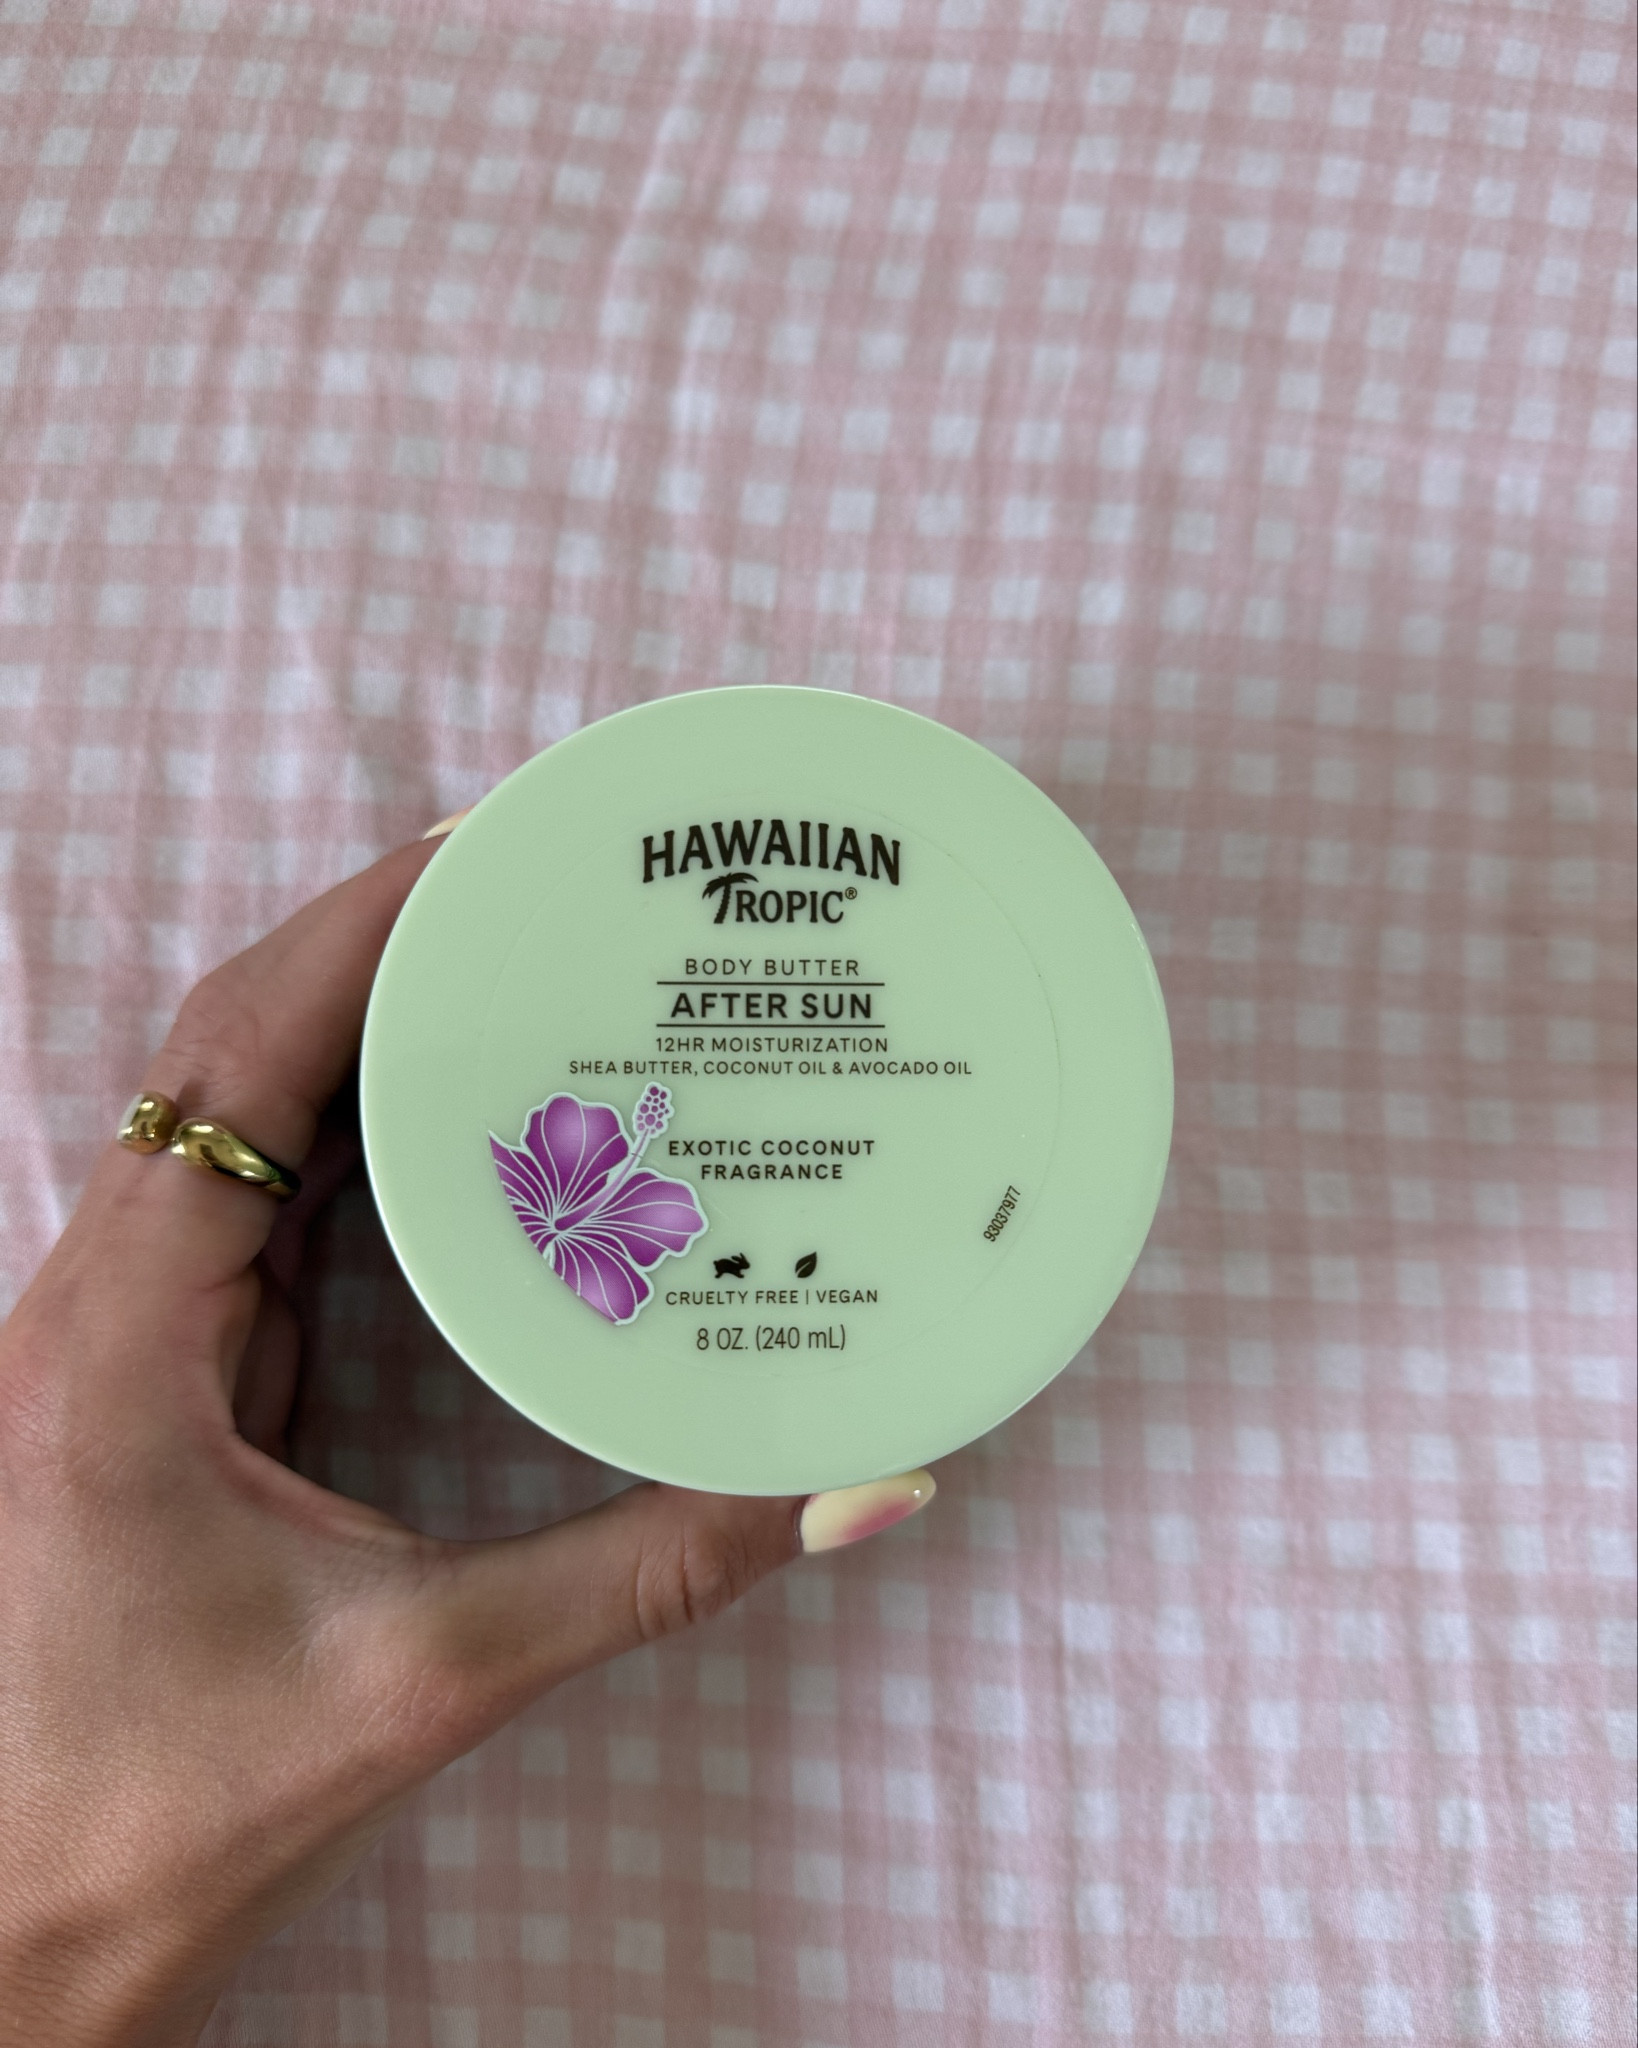 HAWAIIAN
TROPIC®
BODY BUTTER
AFTER SUN
12HR MOISTURIZATION
SHEA BUTTER, COCONUT OIL & AVOCADO OIL
EXOTIC COCONUT
FRAGRANCE
93037977
CRUELTY FREE | VEGAN
8 OZ. (240 mL)